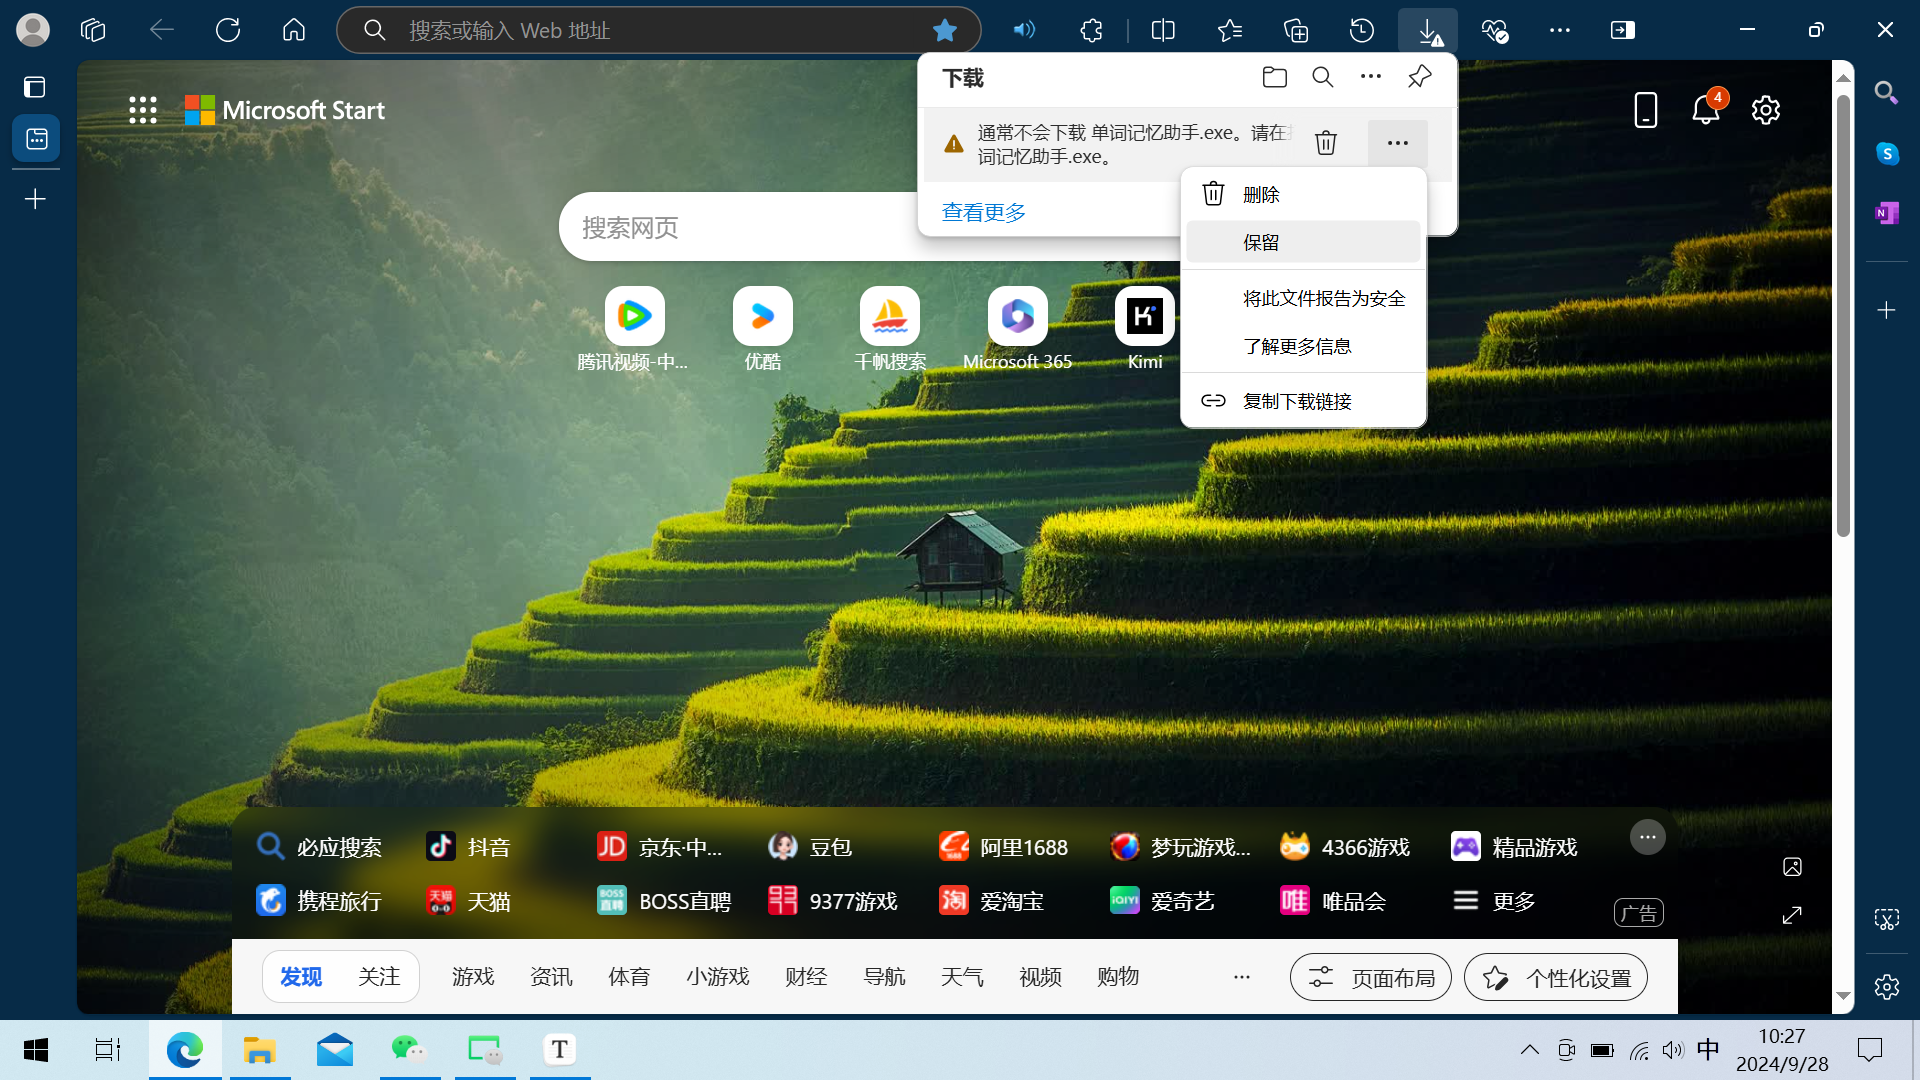 搜索或输入 Web 地址
下载
Microsoft Start
4
通常不会下载 单词记忆助手.exe。请在
词记忆助手.exe。
查看更多
删除
保留
将此文件报告为安全
了解更多信息
复制下载链接
搜索网页
腾讯视频-中...
优酷
千帆搜索
Microsoft 365
Kimi
必应搜索
抖音
京东·中...
豆包
阿里1688
梦玩游戏...
4366游戏
精品游戏
携程旅行
天猫
BOSS直聘
9377游戏
爱淘宝
爱奇艺
唯品会
更多
广告
发现
关注
游戏
资讯
体育
小游戏
财经
导航
天气
视频
购物
页面布局
个性化设置
中
10:27
2024/9/28